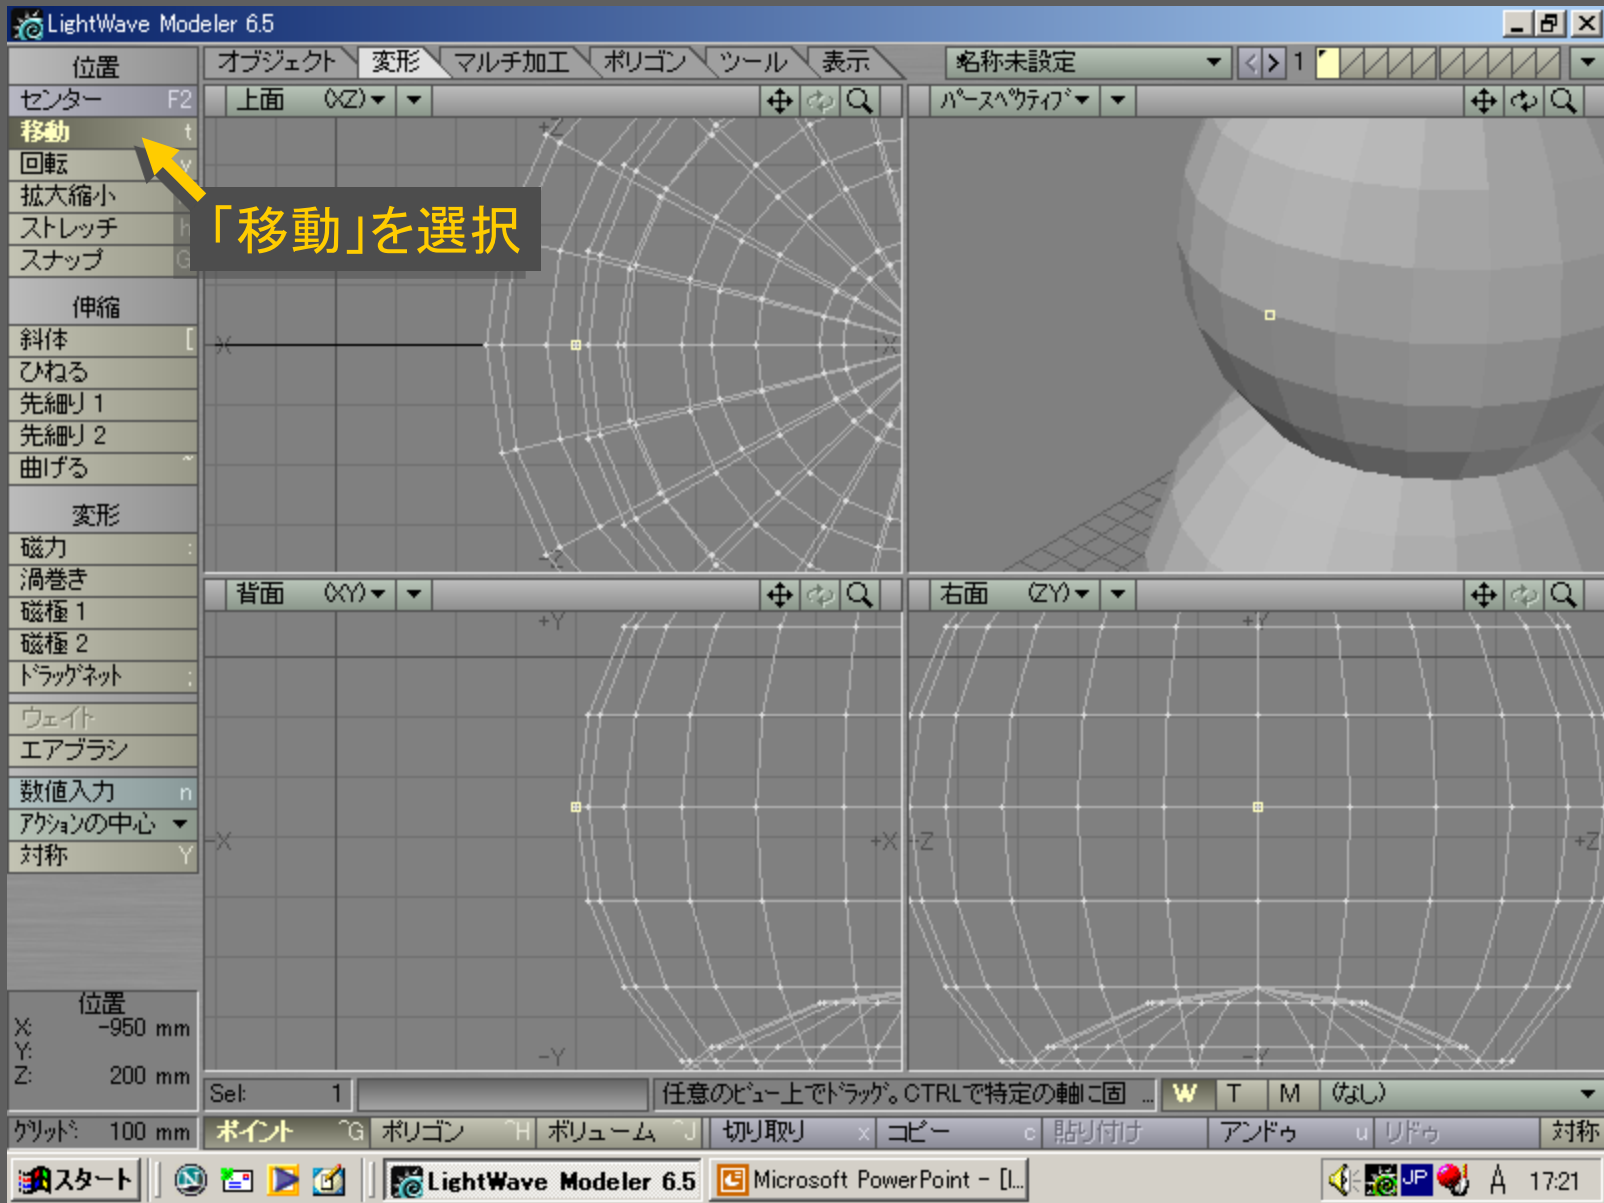 LightWave Modeler 6.5
位置
オブジェクト 変形 マルチ加工 ポリゴン ツール 表示
名称未設定 1
センター F2
上面 (XZ)
パースペクティブ
移動 t
回転 y
拡大縮小
ストレッチ h
スナップ G
「移動」を選択
伸縮
斜体 [
ひねる
先細り 1
先細り 2
曲げる ~
変形
磁力 :
渦巻き
磁極 1
磁極 2
ドラッグネット ;
ウェイト
エアブラシ
数値入力 n
アクションの中心
対称 Y
+Z
-X
+X
-Z
背面 (XY)
右面 (ZY)
+Y
+Y
-X
+X
-Z
+Z
-Y
-Y
位置
X: -950 mm
Y:
Z: 200 mm
Sel: 1
任意のビュー上でドラッグ。CTRLで特定の軸に固 ...
W T M (なし)
グリッド: 100 mm
ポイント ^G ポリゴン ^H ボリューム ^J 切り取り x コピー c 貼り付け アンドゥ u リドゥ 対称
スタート
LightWave Modeler 6.5
Microsoft PowerPoint - [l...
JP A 17:21